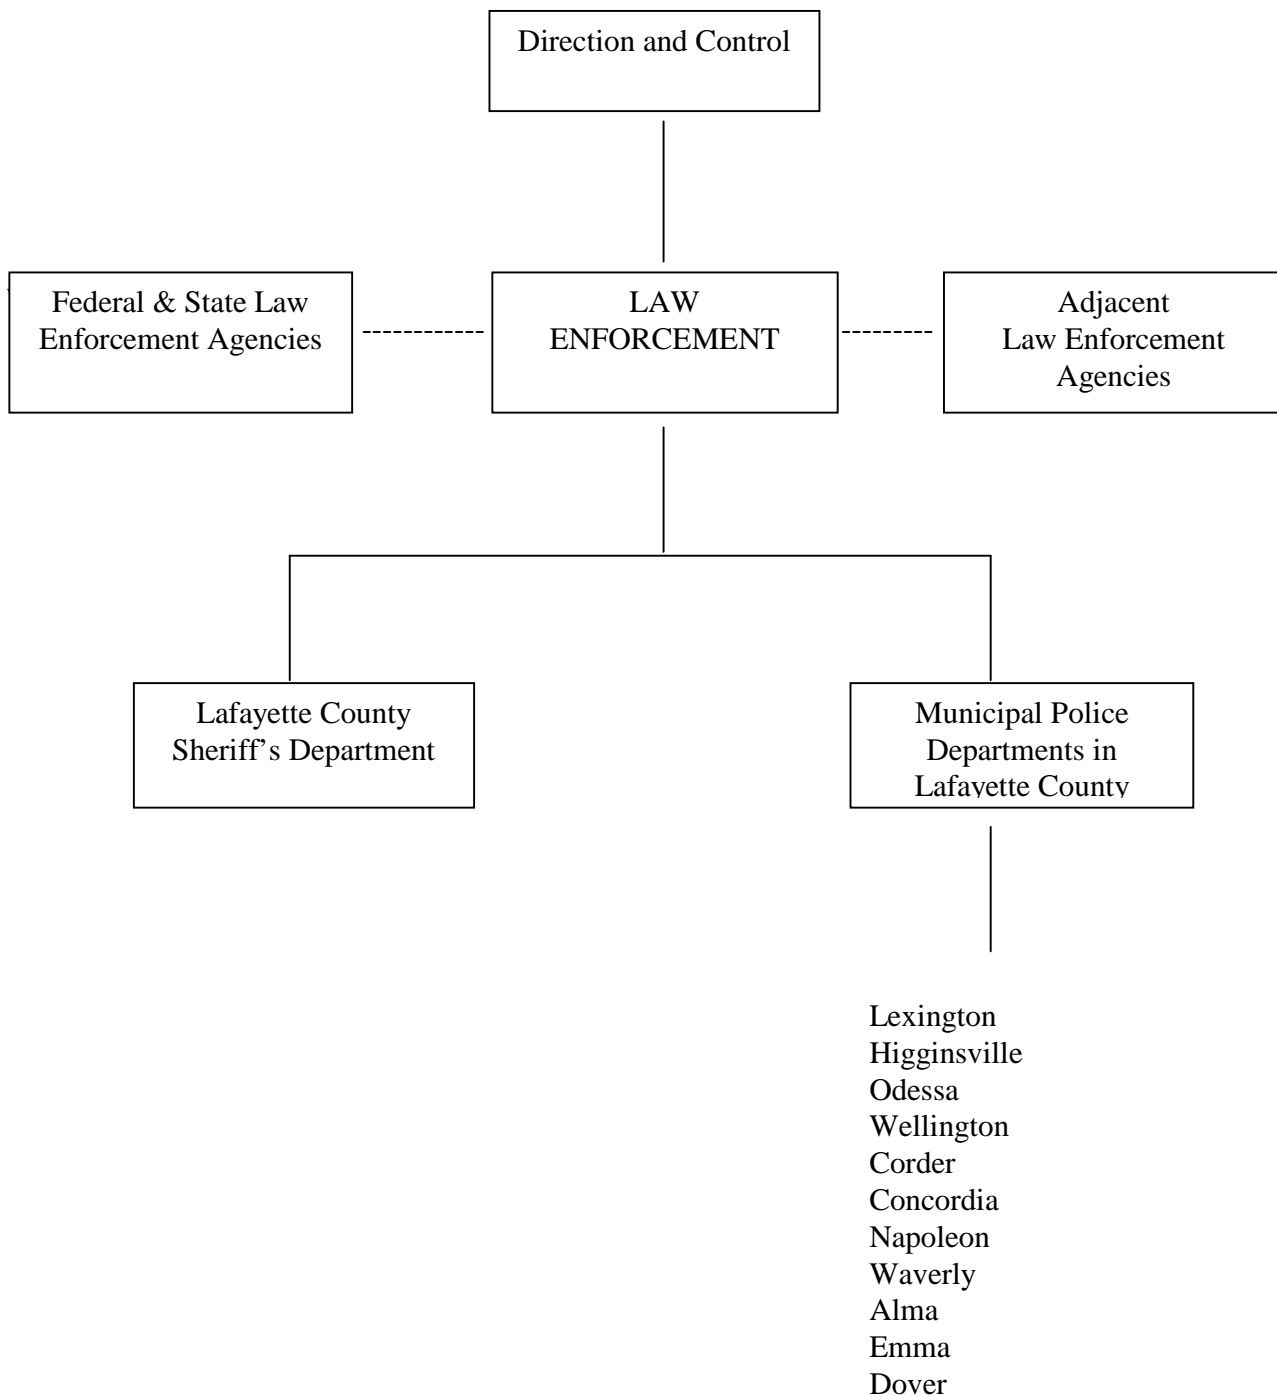 Direction and Control
Federal & State Law
Enforcement Agencies
LAW
ENFORCEMENT
Adjacent
Law Enforcement
Agencies
Lafayette County
Sheriff’s Department
Municipal Police
Departments in
Lafayette County
Lexington
Higginsville
Odessa
Wellington
Corder
Concordia
Napoleon
Waverly
Alma
Emma
Dover